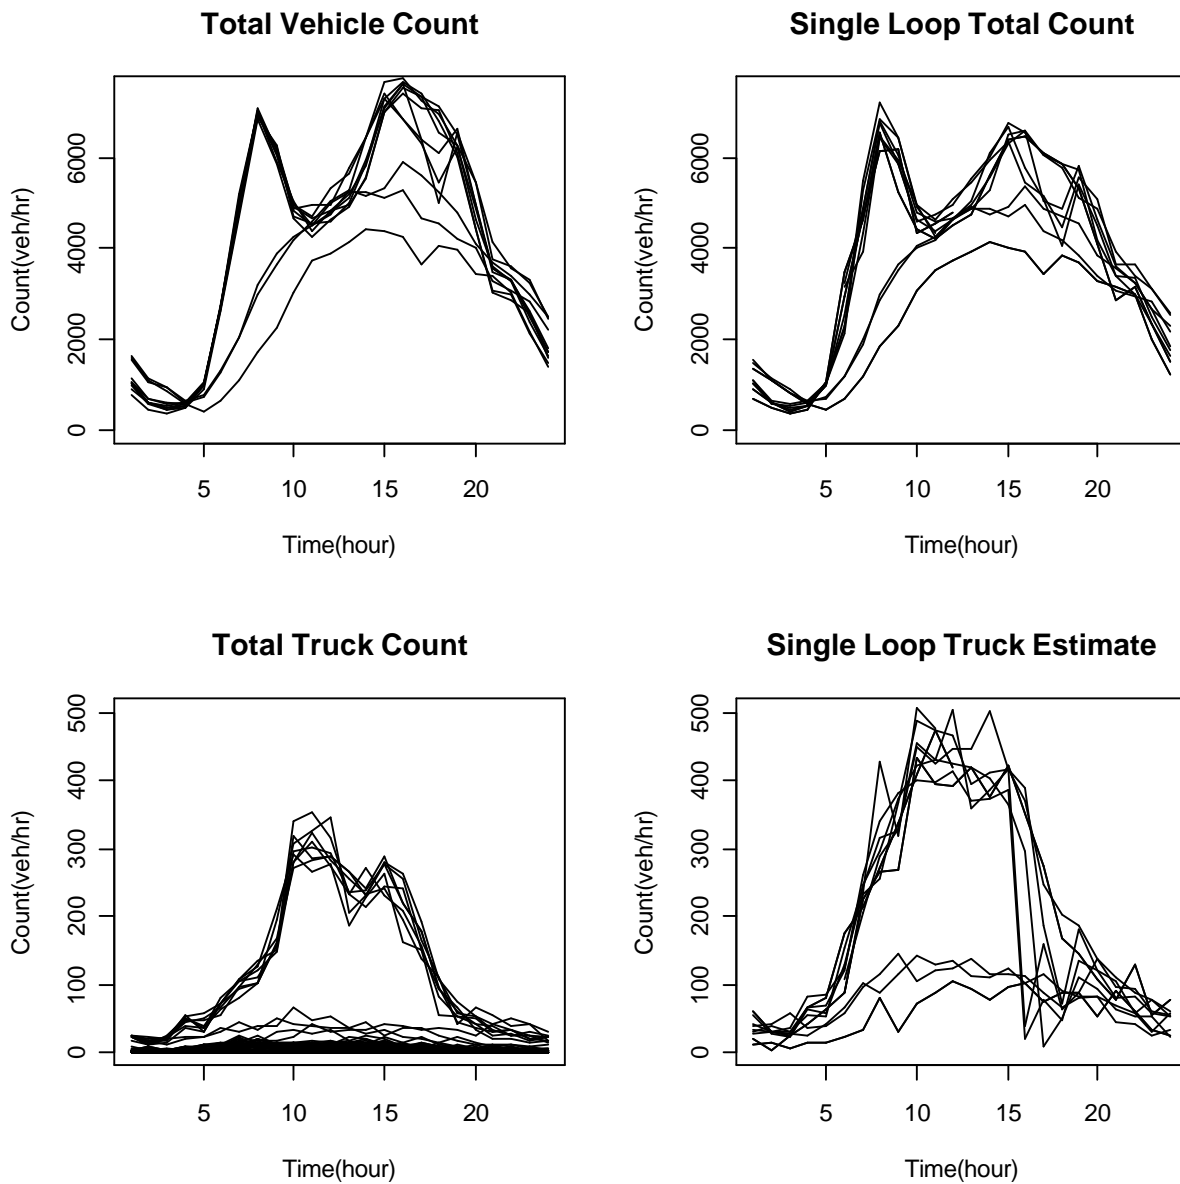 Total Vehicle Count
Count(veh/hr)
6000
4000
2000
0
5 10 15 20
Time(hour)
Single Loop Total Count
Count(veh/hr)
6000
4000
2000
0
5 10 15 20
Time(hour)
Total Truck Count
Count(veh/hr)
500
400
300
200
100
0
5 10 15 20
Time(hour)
Single Loop Truck Estimate
Count(veh/hr)
500
400
300
200
100
0
5 10 15 20
Time(hour)